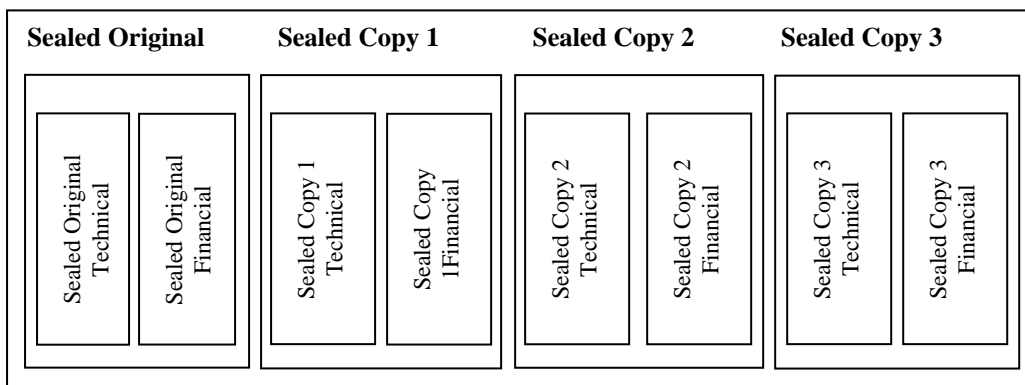 Sealed Original
Sealed Copy 1
Sealed Copy 2
Sealed Copy 3
Sealed Original
Technical
Sealed Original
Financial
Sealed Copy 1
Technical
Sealed Copy
1Financial
Sealed Copy 2
Technical
Sealed Copy 2
Financial
Sealed Copy 3
Technical
Sealed Copy 3
Financial